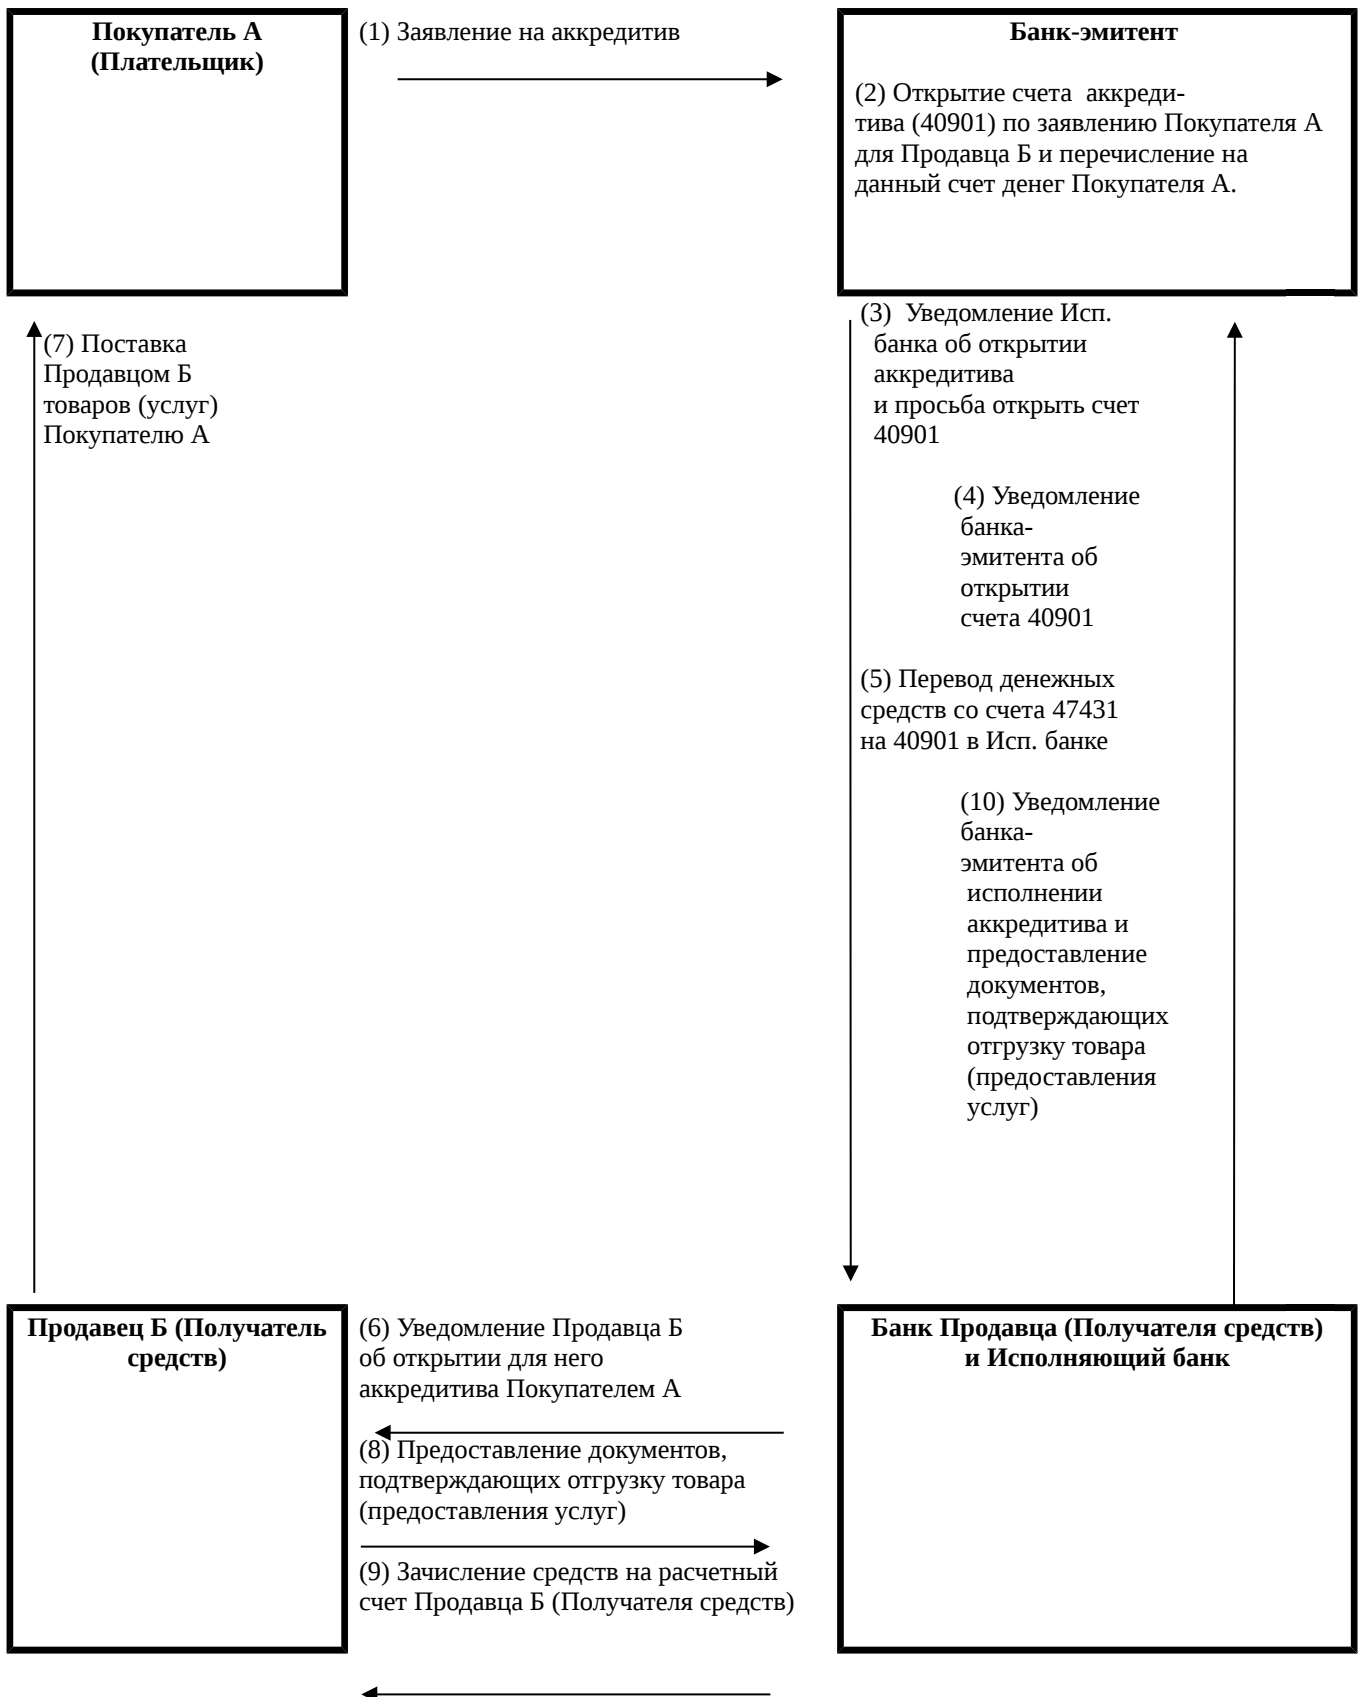 Покупатель А
(Плательщик)
(1) Заявление на аккредитив
Банк-эмитент
(2) Открытие счета аккреди-
тива (40901) по заявлению Покупателя А
для Продавца Б и перечисление на
данный счет денег Покупателя А.
(7) Поставка
Продавцом Б
товаров (услуг)
Покупателю А
(3) Уведомление Исп.
банка об открытии
аккредитива
и просьба открыть счет
40901
(4) Уведомление
банка-
эмитента об
открытии
счета 40901
(5) Перевод денежных
средств со счета 47431
на 40901 в Исп. банке
(10) Уведомление
банка-
эмитента об
исполнении
аккредитива и
предоставление
документов,
подтверждающих
отгрузку товара
(предоставления
услуг)
Продавец Б (Получатель
средств)
(6) Уведомление Продавца Б
об открытии для него
аккредитива Покупателем А
(8) Предоставление документов,
подтверждающих отгрузку товара
(предоставления услуг)
(9) Зачисление средств на расчетный
счет Продавца Б (Получателя средств)
Банк Продавца (Получателя средств)
и Исполняющий банк